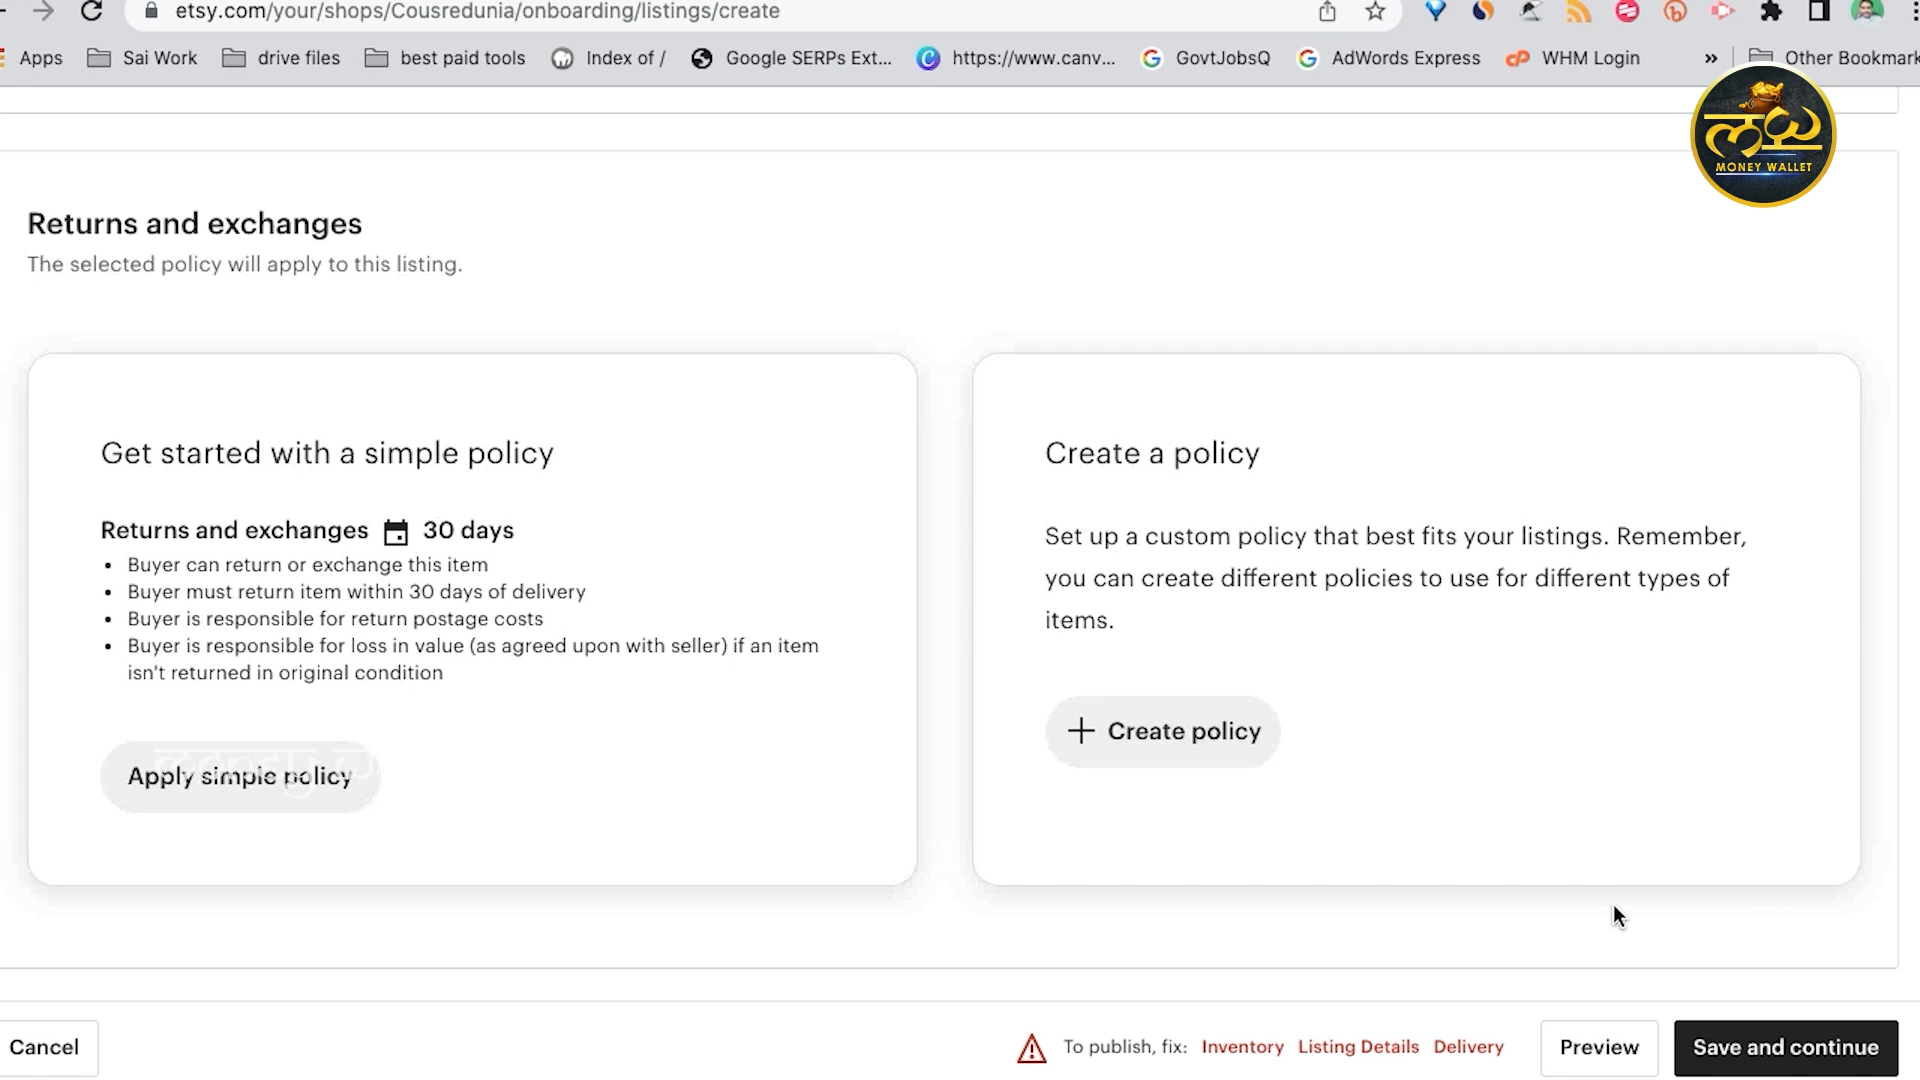 etsy.com/your/shops/Cousredunia/onboarding/listings/create
Apps Sai Work drive files best paid tools Index of / Google SERPs Ext... https://www.canv... GovtJobsQ AdWords Express WHM Login » Other Bookmark
MONEY WALLET
Returns and exchanges
The selected policy will apply to this listing.
Get started with a simple policy
Returns and exchanges 30 days
• Buyer can return or exchange this item
• Buyer must return item within 30 days of delivery
• Buyer is responsible for return postage costs
• Buyer is responsible for loss in value (as agreed upon with seller) if an item
isn't returned in original condition
Apply simple policy
Create a policy
Set up a custom policy that best fits your listings. Remember,
you can create different policies to use for different types of
items.
+ Create policy
Cancel
To publish, fix: Inventory Listing Details Delivery
Preview
Save and continue